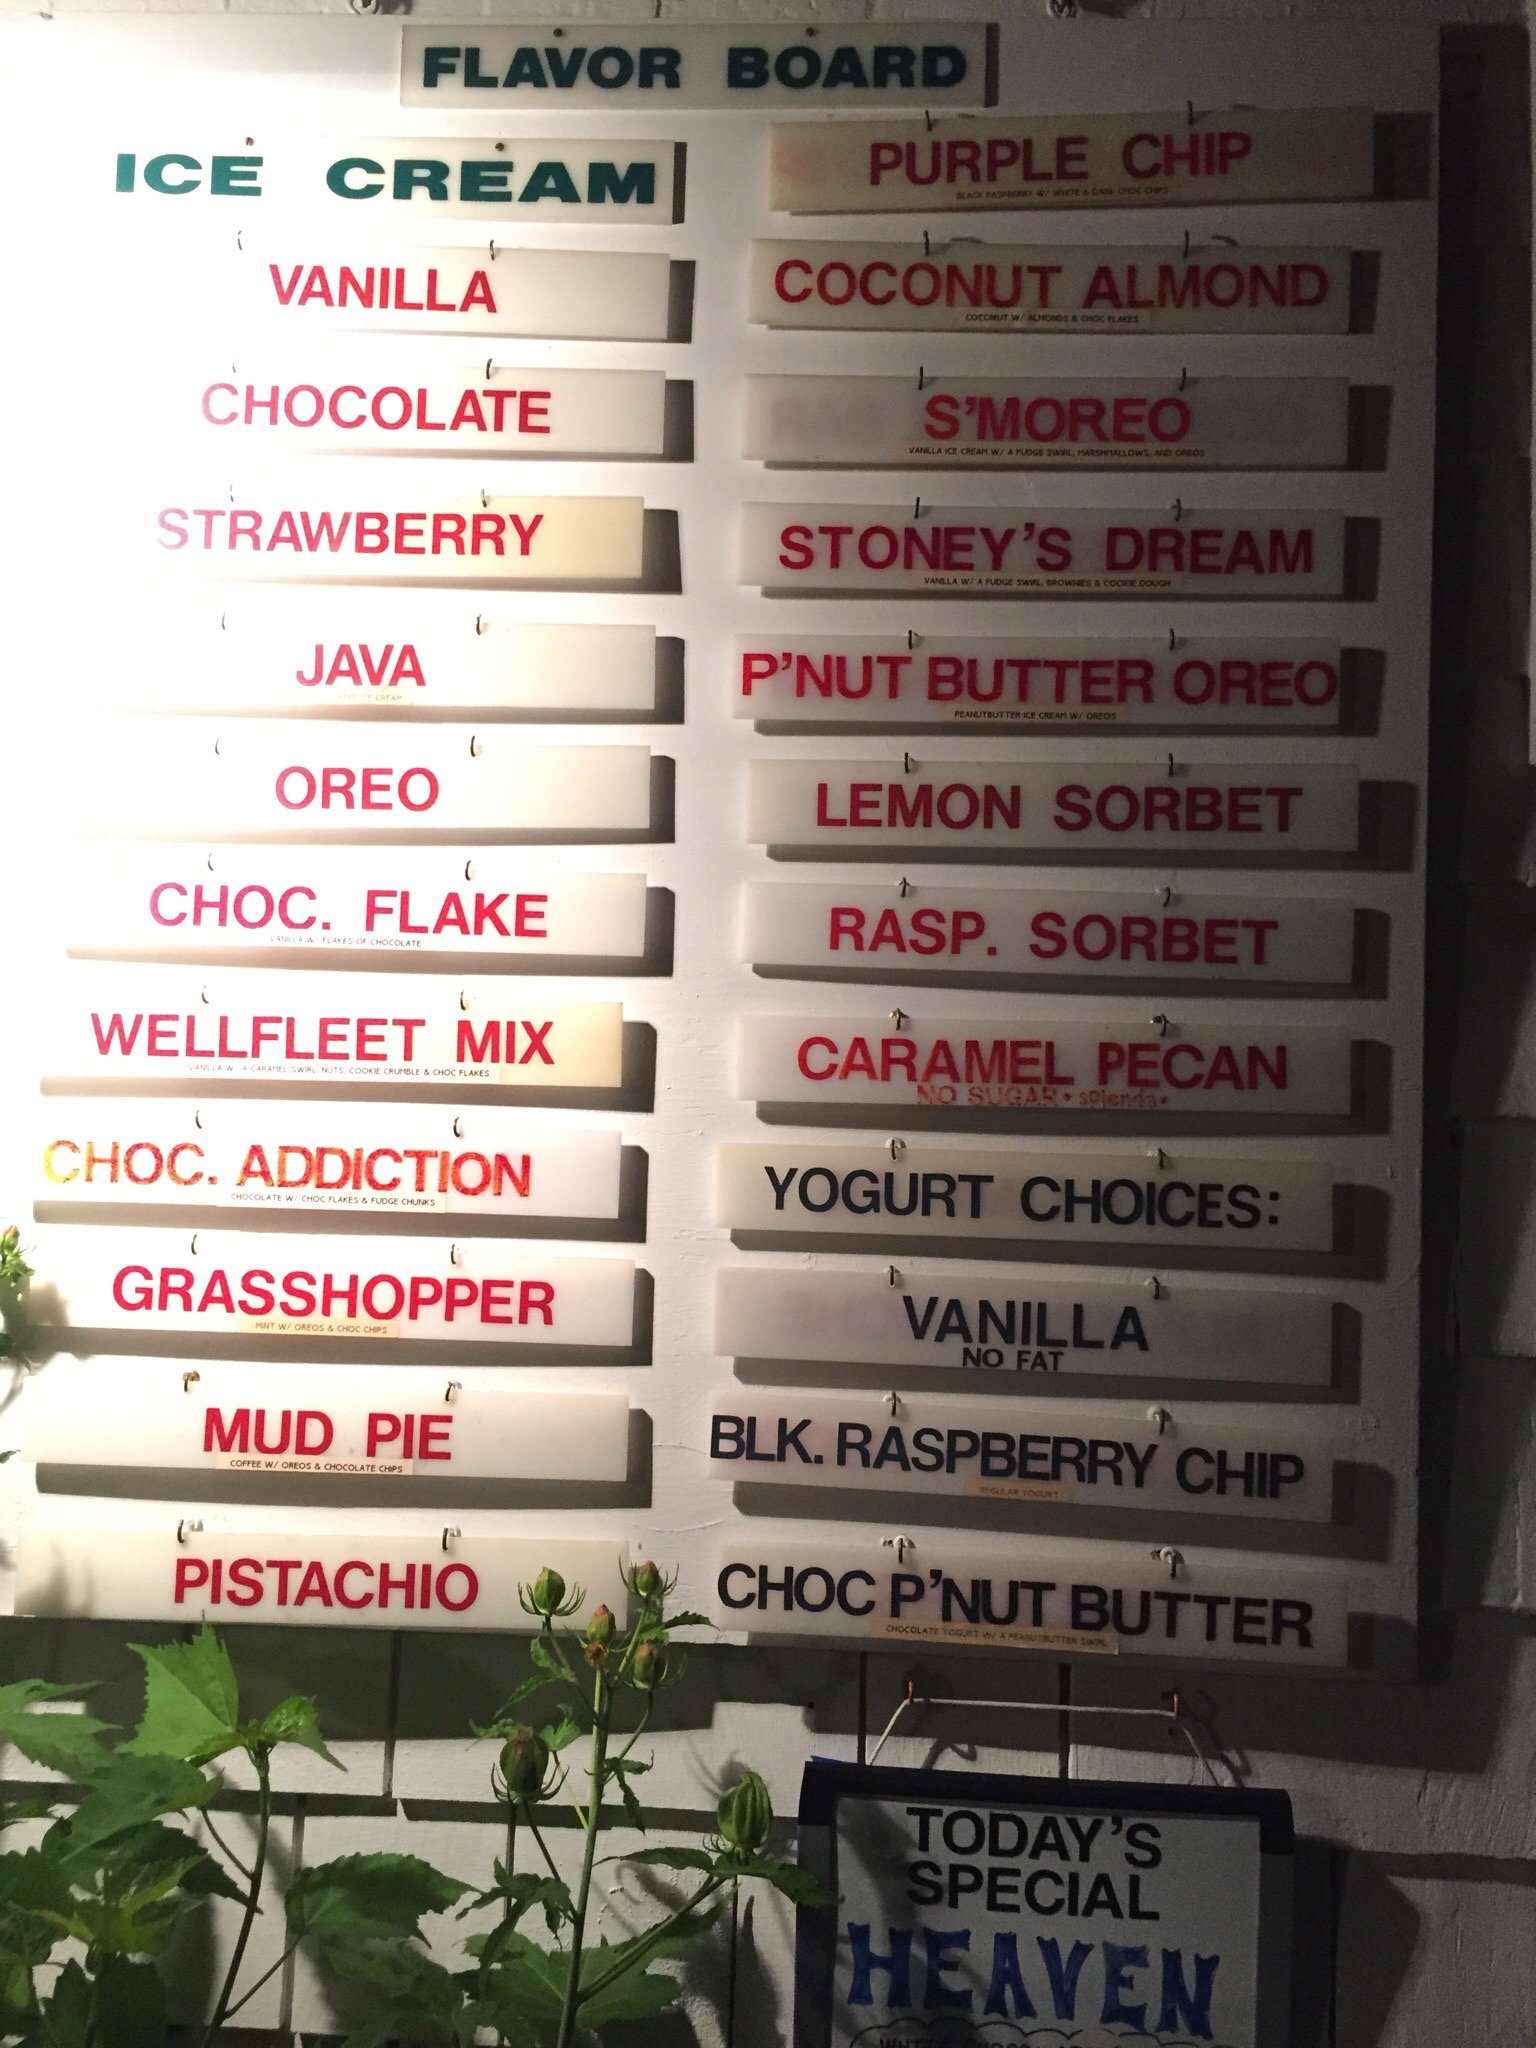 FLAVOR BOARD
ICE CREAM
VANILLA
CHOCOLATE
STRAWBERRY
JAVA
ICE CREAM
OREO
CHOC. FLAKE
VANILLA W/ FLAKES OF CHOCOLATE
WELLFLEET MIX
VANILLA W/ A CARAMEL SWIRL, NUTS, COOKIE CRUMBLE & CHOC FLAKES
CHOC. ADDICTION
CHOCOLATE W/ CHOC FLAKES & FUDGE CHUNKS
GRASSHOPPER
MINT W/ OREOS & CHOC CHIPS
MUD PIE
COFFEE W/ OREOS & CHOCOLATE CHIPS
PISTACHIO
PURPLE CHIP
BLACK RASPBERRY W/ WHITE & DARK CHOC CHIPS
COCONUT ALMOND
COCONUT W/ ALMONDS & CHOC FLAKES
S'MOREO
VANILLA ICE CREAM W/ A FUDGE SWIRL, MARSHMALLOWS, AND OREOS
STONEY'S DREAM
VANILLA W/ A FUDGE SWIRL, BROWNIES & COOKIE DOUGH
P'NUT BUTTER OREO
PEANUTBUTTER ICE CREAM W/ OREOS
LEMON SORBET
RASP. SORBET
CARAMEL PECAN
NO SUGAR • splenda •
YOGURT CHOICES:
VANILLA
NO FAT
BLK. RASPBERRY CHIP
REGULAR YOGURT
CHOC P'NUT BUTTER
CHOCOLATE YOGURT W/ A PEANUTBUTTER SWIRL
TODAY'S
SPECIAL
HEAVEN